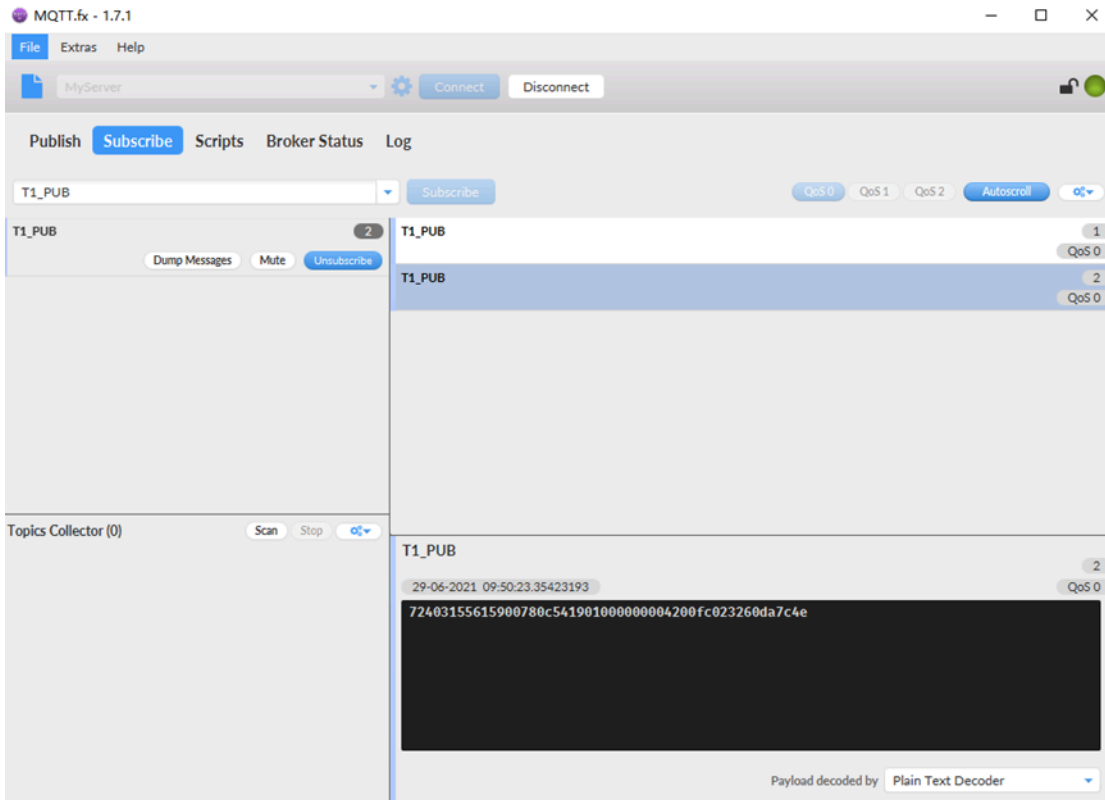 MQTT.fx - 1.7.1
File Extras Help
MyServer Connect Disconnect
Publish Subscribe Scripts Broker Status Log
T1_PUB Subscribe QoS 0 QoS 1 QoS 2 Autoscroll
T1_PUB 2
Dump Messages Mute Unsubscribe
T1_PUB 1
QoS 0
T1_PUB 2
QoS 0
Topics Collector (0) Scan Stop
T1_PUB
2
29-06-2021 09:50:23.35423193 QoS 0
72403155615900780c541901000000004200fc023260da7c4e
Payload decoded by Plain Text Decoder